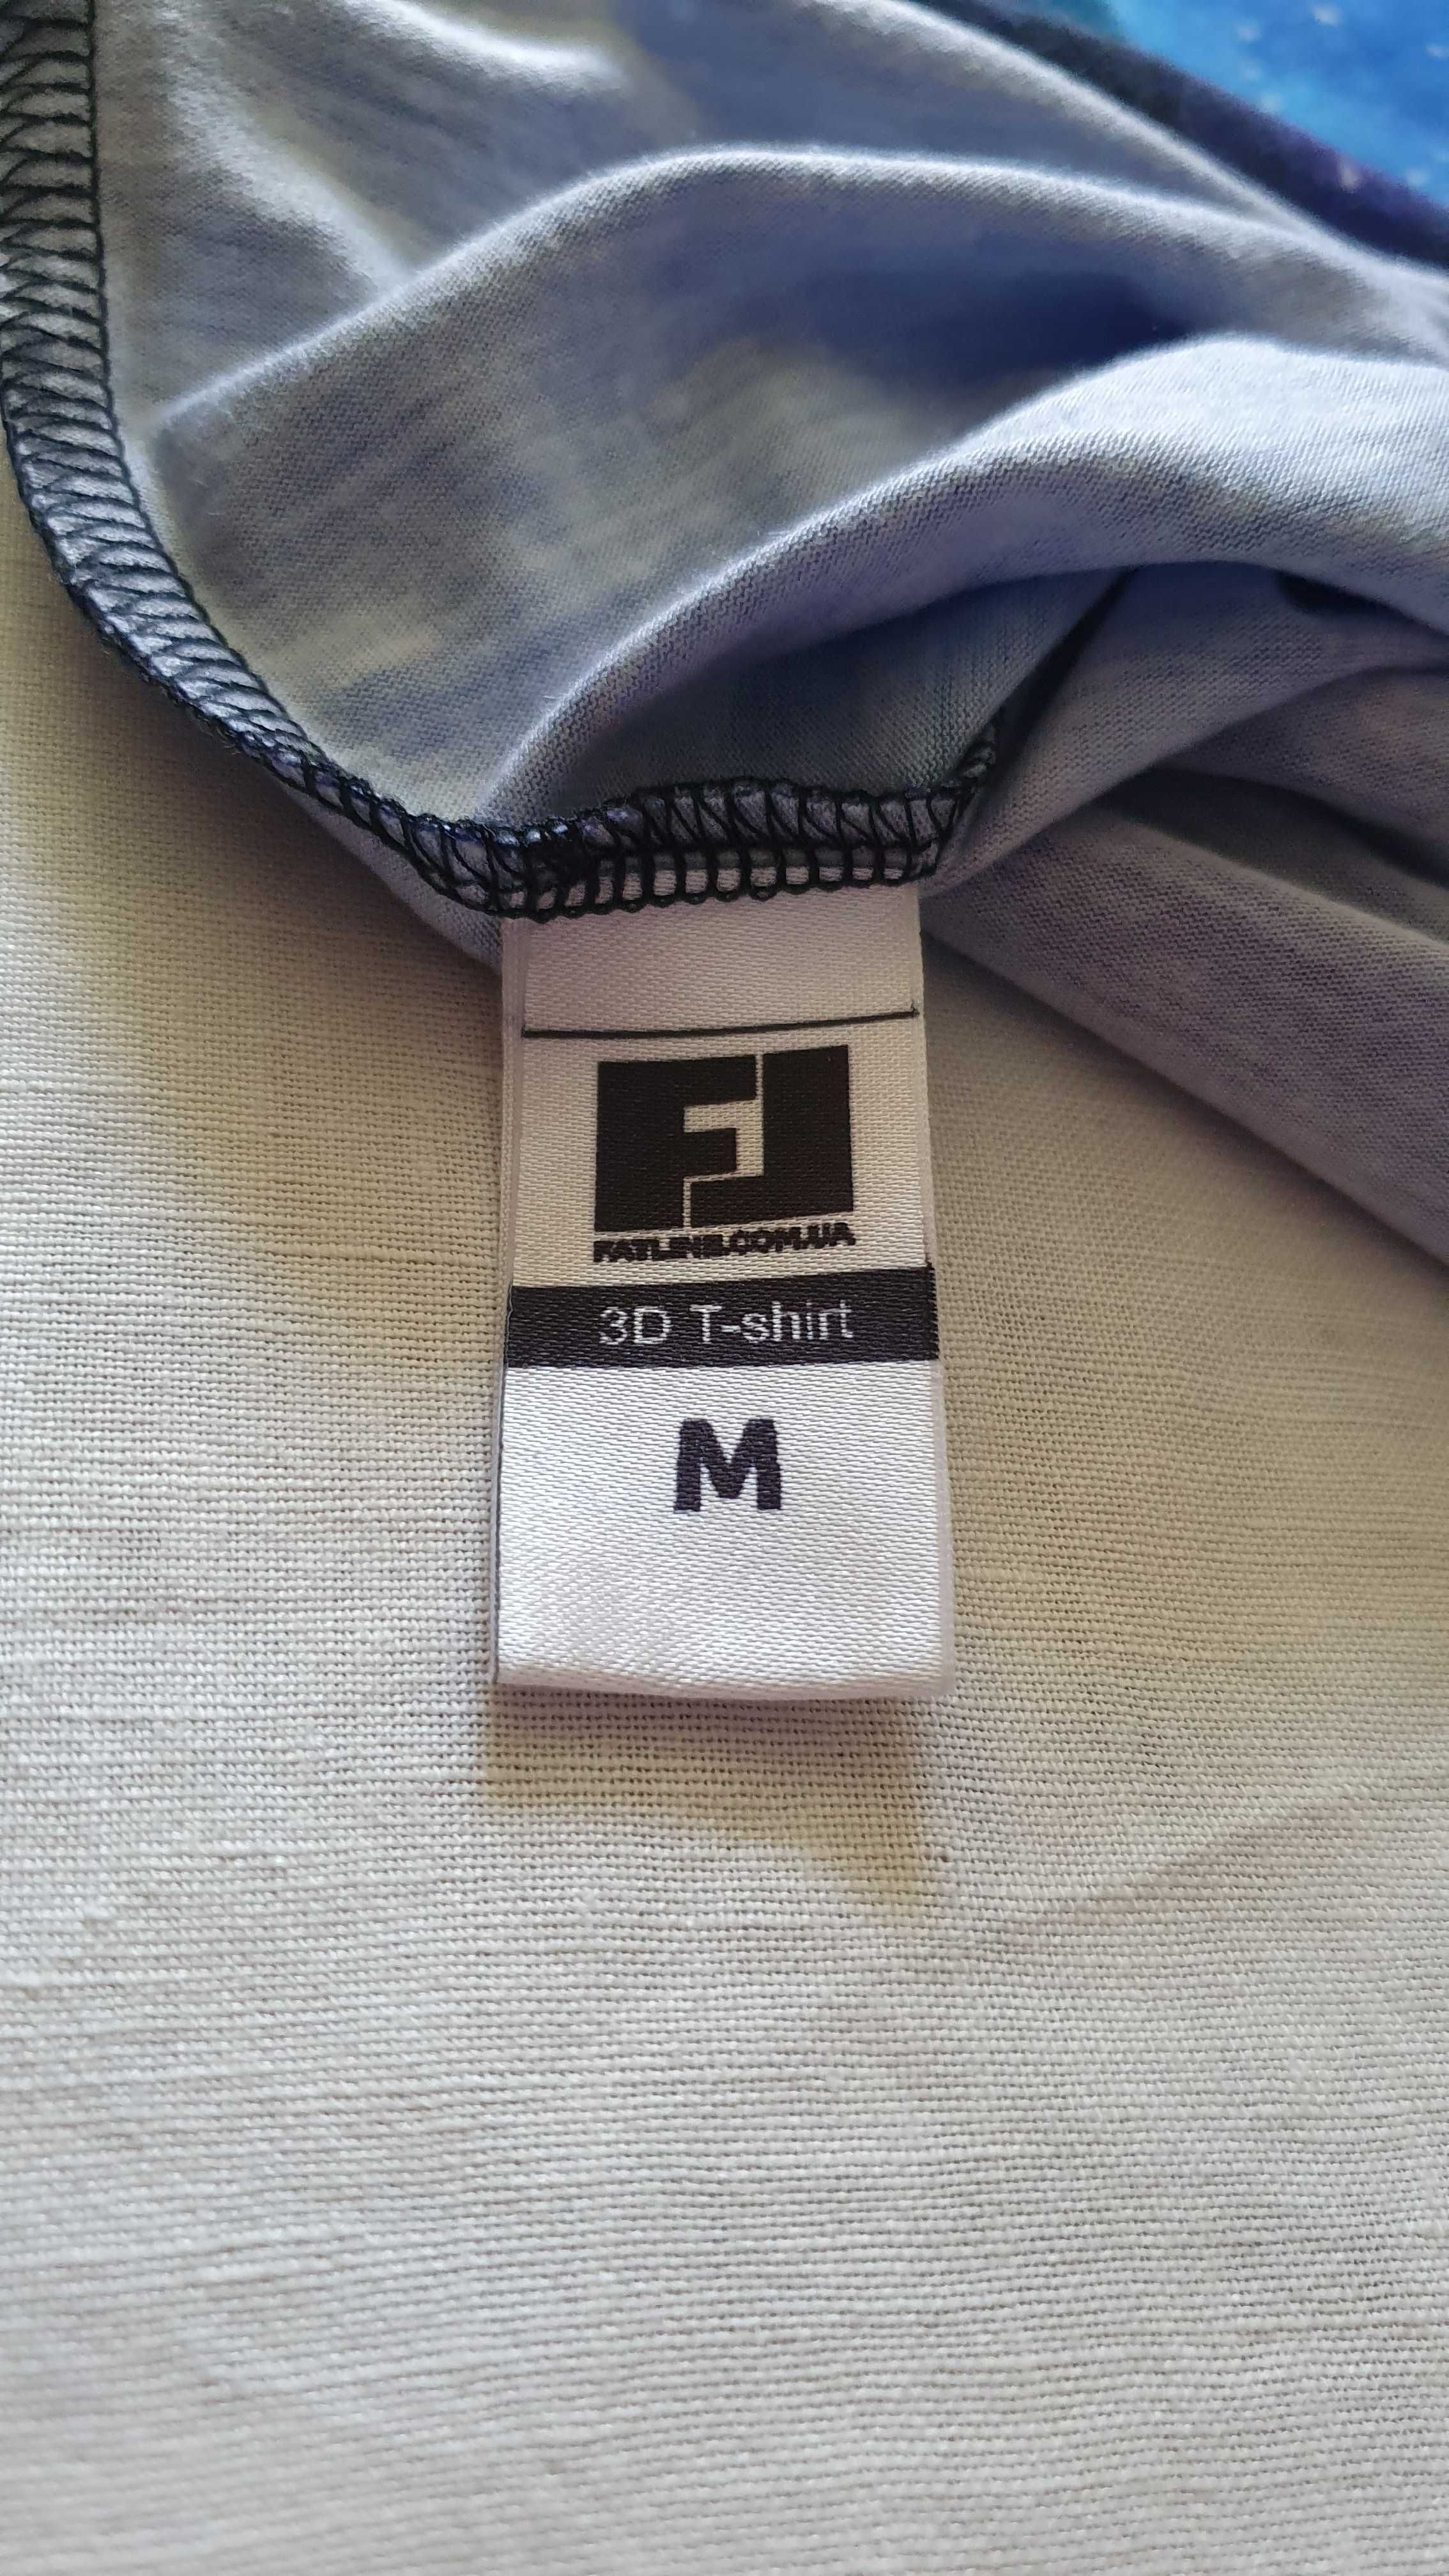 FL
FATLINE.COM.UA
3D T-shirt
M